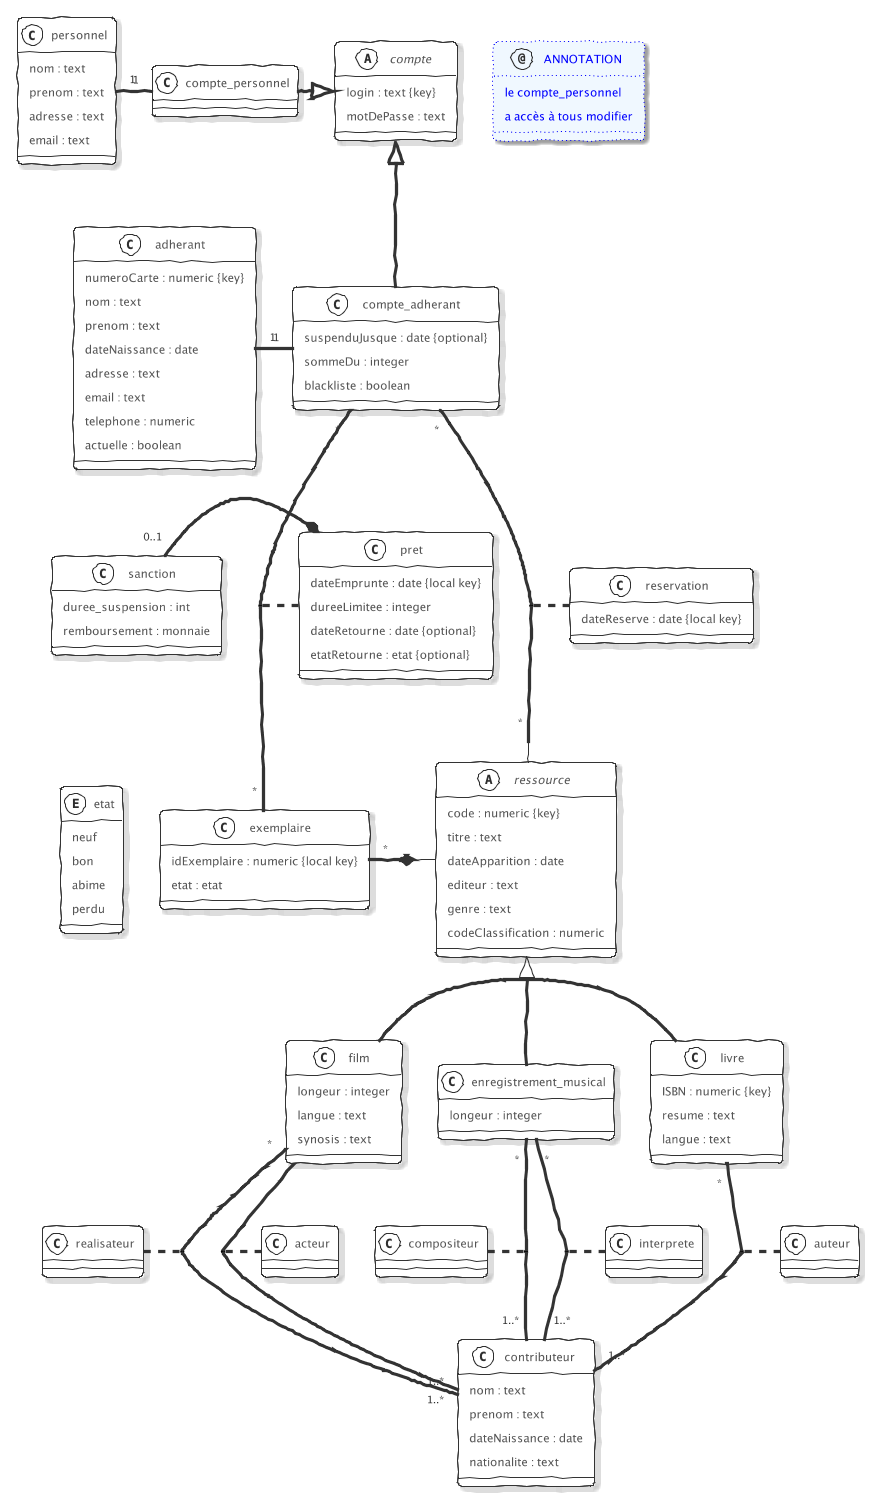 C personnel
nom : text
prenom : text
adresse : text
email : text
11
C compte_personnel
A compte
login : text {key}
motDePasse : text
@ ANNOTATION
le compte_personnel
a accès à tous modifier
C adherant
numeroCarte : numeric {key}
nom : text
prenom : text
dateNaissance : date
adresse : text
email : text
telephone : numeric
actuelle : boolean
11
C compte_adherant
suspenduJusque : date {optional}
sommeDu : integer
blackliste : boolean
*
0..1
C sanction
duree_suspension : int
remboursement : monnaie
C pret
dateEmprunte : date {local key}
dureeLimitee : integer
dateRetourne : date {optional}
etatRetourne : etat {optional}
C reservation
dateReserve : date {local key}
*
*
E etat
neuf
bon
abime
perdu
C exemplaire
idExemplaire : numeric {local key}
etat : etat
*
A ressource
code : numeric {key}
titre : text
dateApparition : date
editeur : text
genre : text
codeClassification : numeric
C film
longeur : integer
langue : text
synosis : text
C enregistrement_musical
longeur : integer
C livre
ISBN : numeric {key}
resume : text
langue : text
*
*
*
*
C realisateur
C acteur
C compositeur
C interprete
C auteur
1..*
1..*
1..*
1..*
1..*
C contributeur
nom : text
prenom : text
dateNaissance : date
nationalite : text